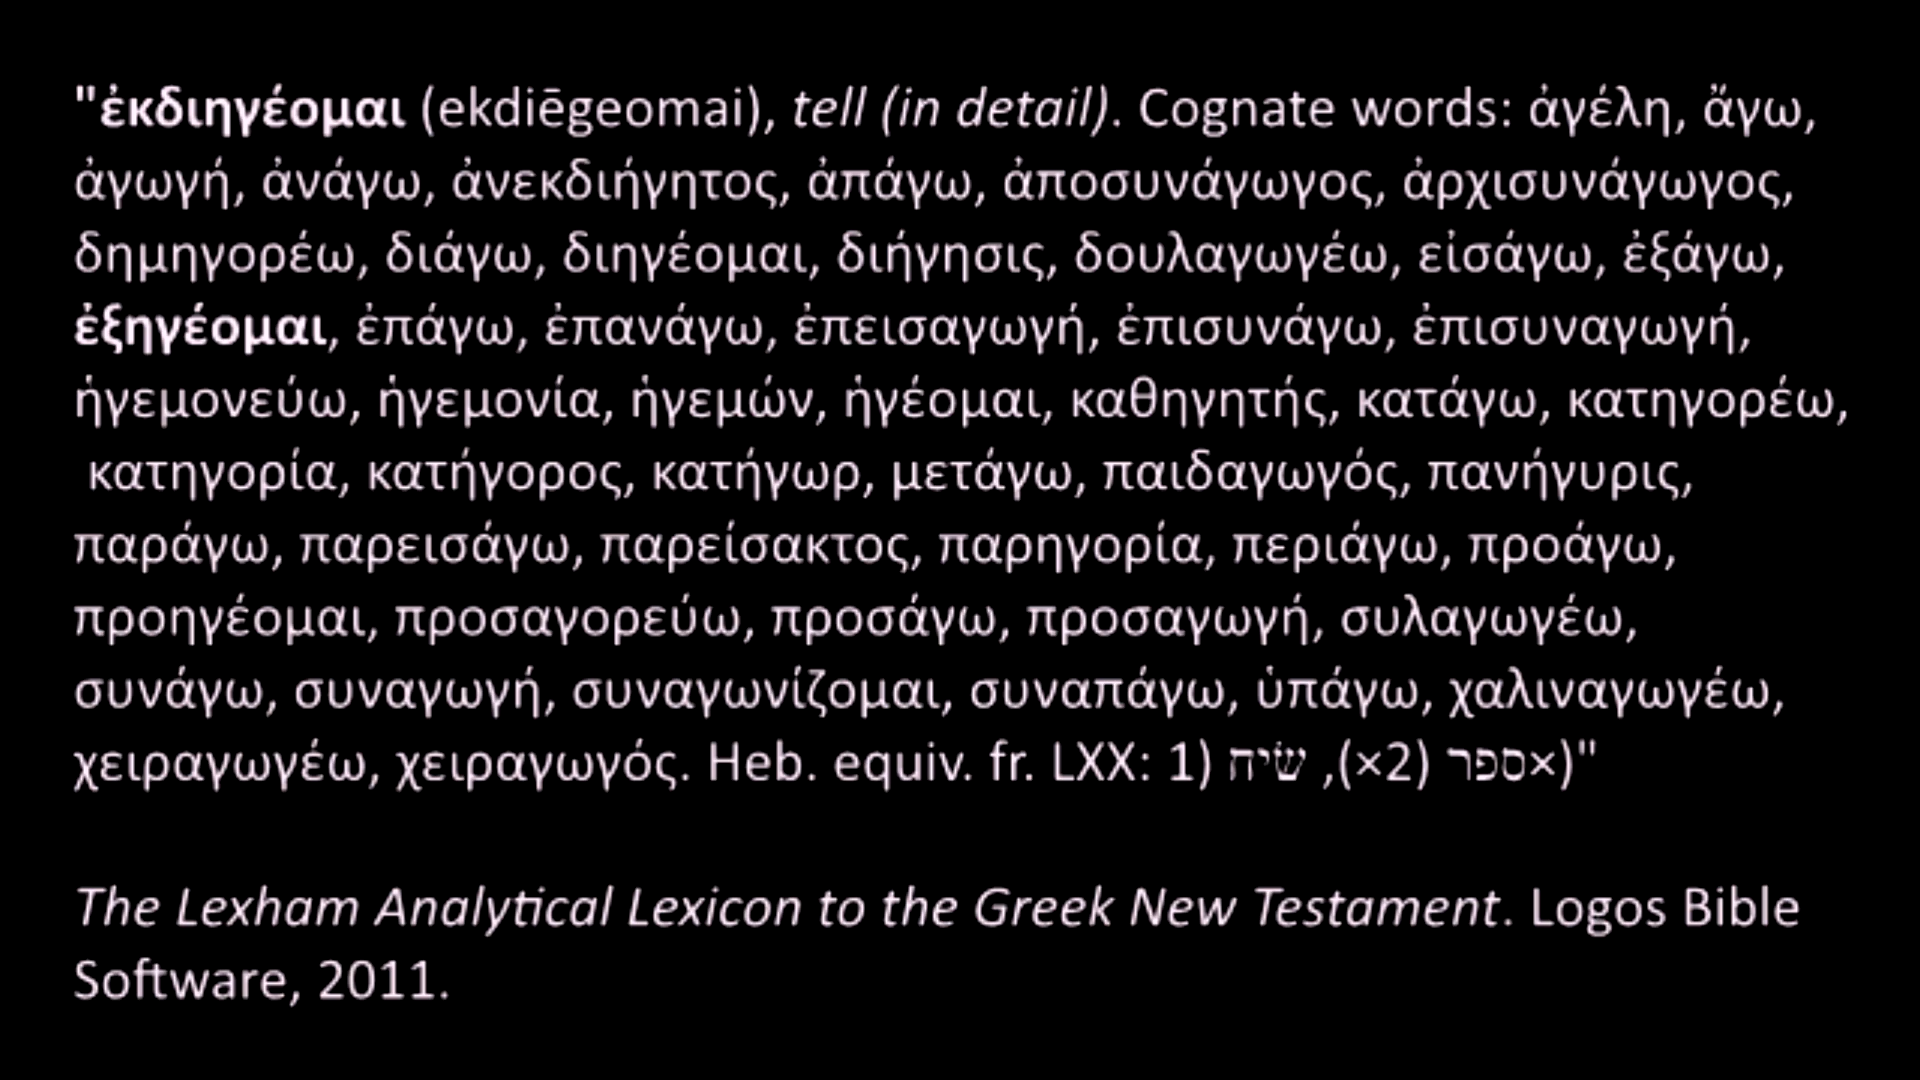 "ἐκδιηγέομαι (ekdiēgeomai), tell (in detail). Cognate words: ἀγέλη, ἄγω,
ἀγωγή, ἀνάγω, ἀνεκδιήγητος, ἀπάγω, ἀποσυνάγωγος, ἀρχισυνάγωγος,
δημηγορέω, διάγω, διηγέομαι, διήγησις, δουλαγωγέω, εἰσάγω, ἐξάγω,
ἐξηγέομαι, ἐπάγω, ἐπανάγω, ἐπεισαγωγή, ἐπισυνάγω, ἐπισυναγωγή,
ἡγεμονεύω, ἡγεμονία, ἡγεμών, ἡγέομαι, καθηγητής, κατάγω, κατηγορέω,
κατηγορία, κατήγορος, κατήγωρ, μετάγω, παιδαγωγός, πανήγυρις,
παράγω, παρεισάγω, παρείσακτος, παρηγορία, περιάγω, προάγω,
προηγέομαι, προσαγορεύω, προσάγω, προσαγωγή, συλαγωγέω,
συνάγω, συναγωγή, συναγωνίζομαι, συναπάγω, ὑπάγω, χαλιναγωγέω,
χειραγωγέω, χειραγωγός. Heb. equiv. fr. LXX: 1) שׂיח ,(×2) ספר×)"
The Lexham Analytical Lexicon to the Greek New Testament. Logos Bible
Software, 2011.